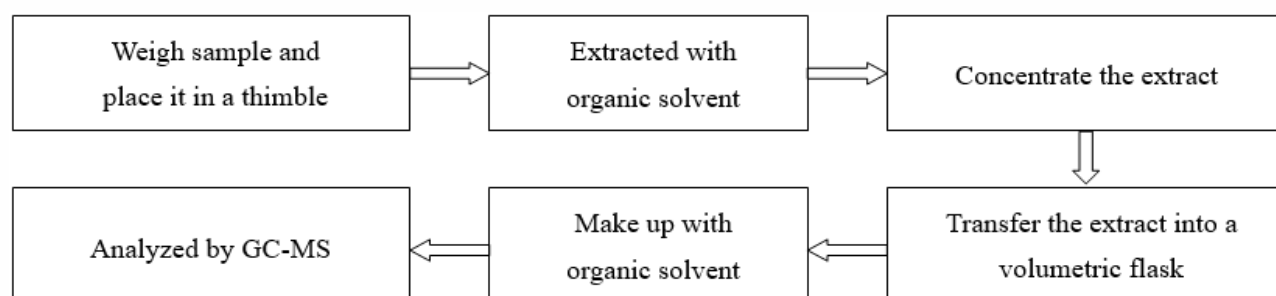 Weigh sample and
place it in a thimble
Extracted with
organic solvent
Concentrate the extract
Transfer the extract into a
volumetric flask
Make up with
organic solvent
Analyzed by GC-MS